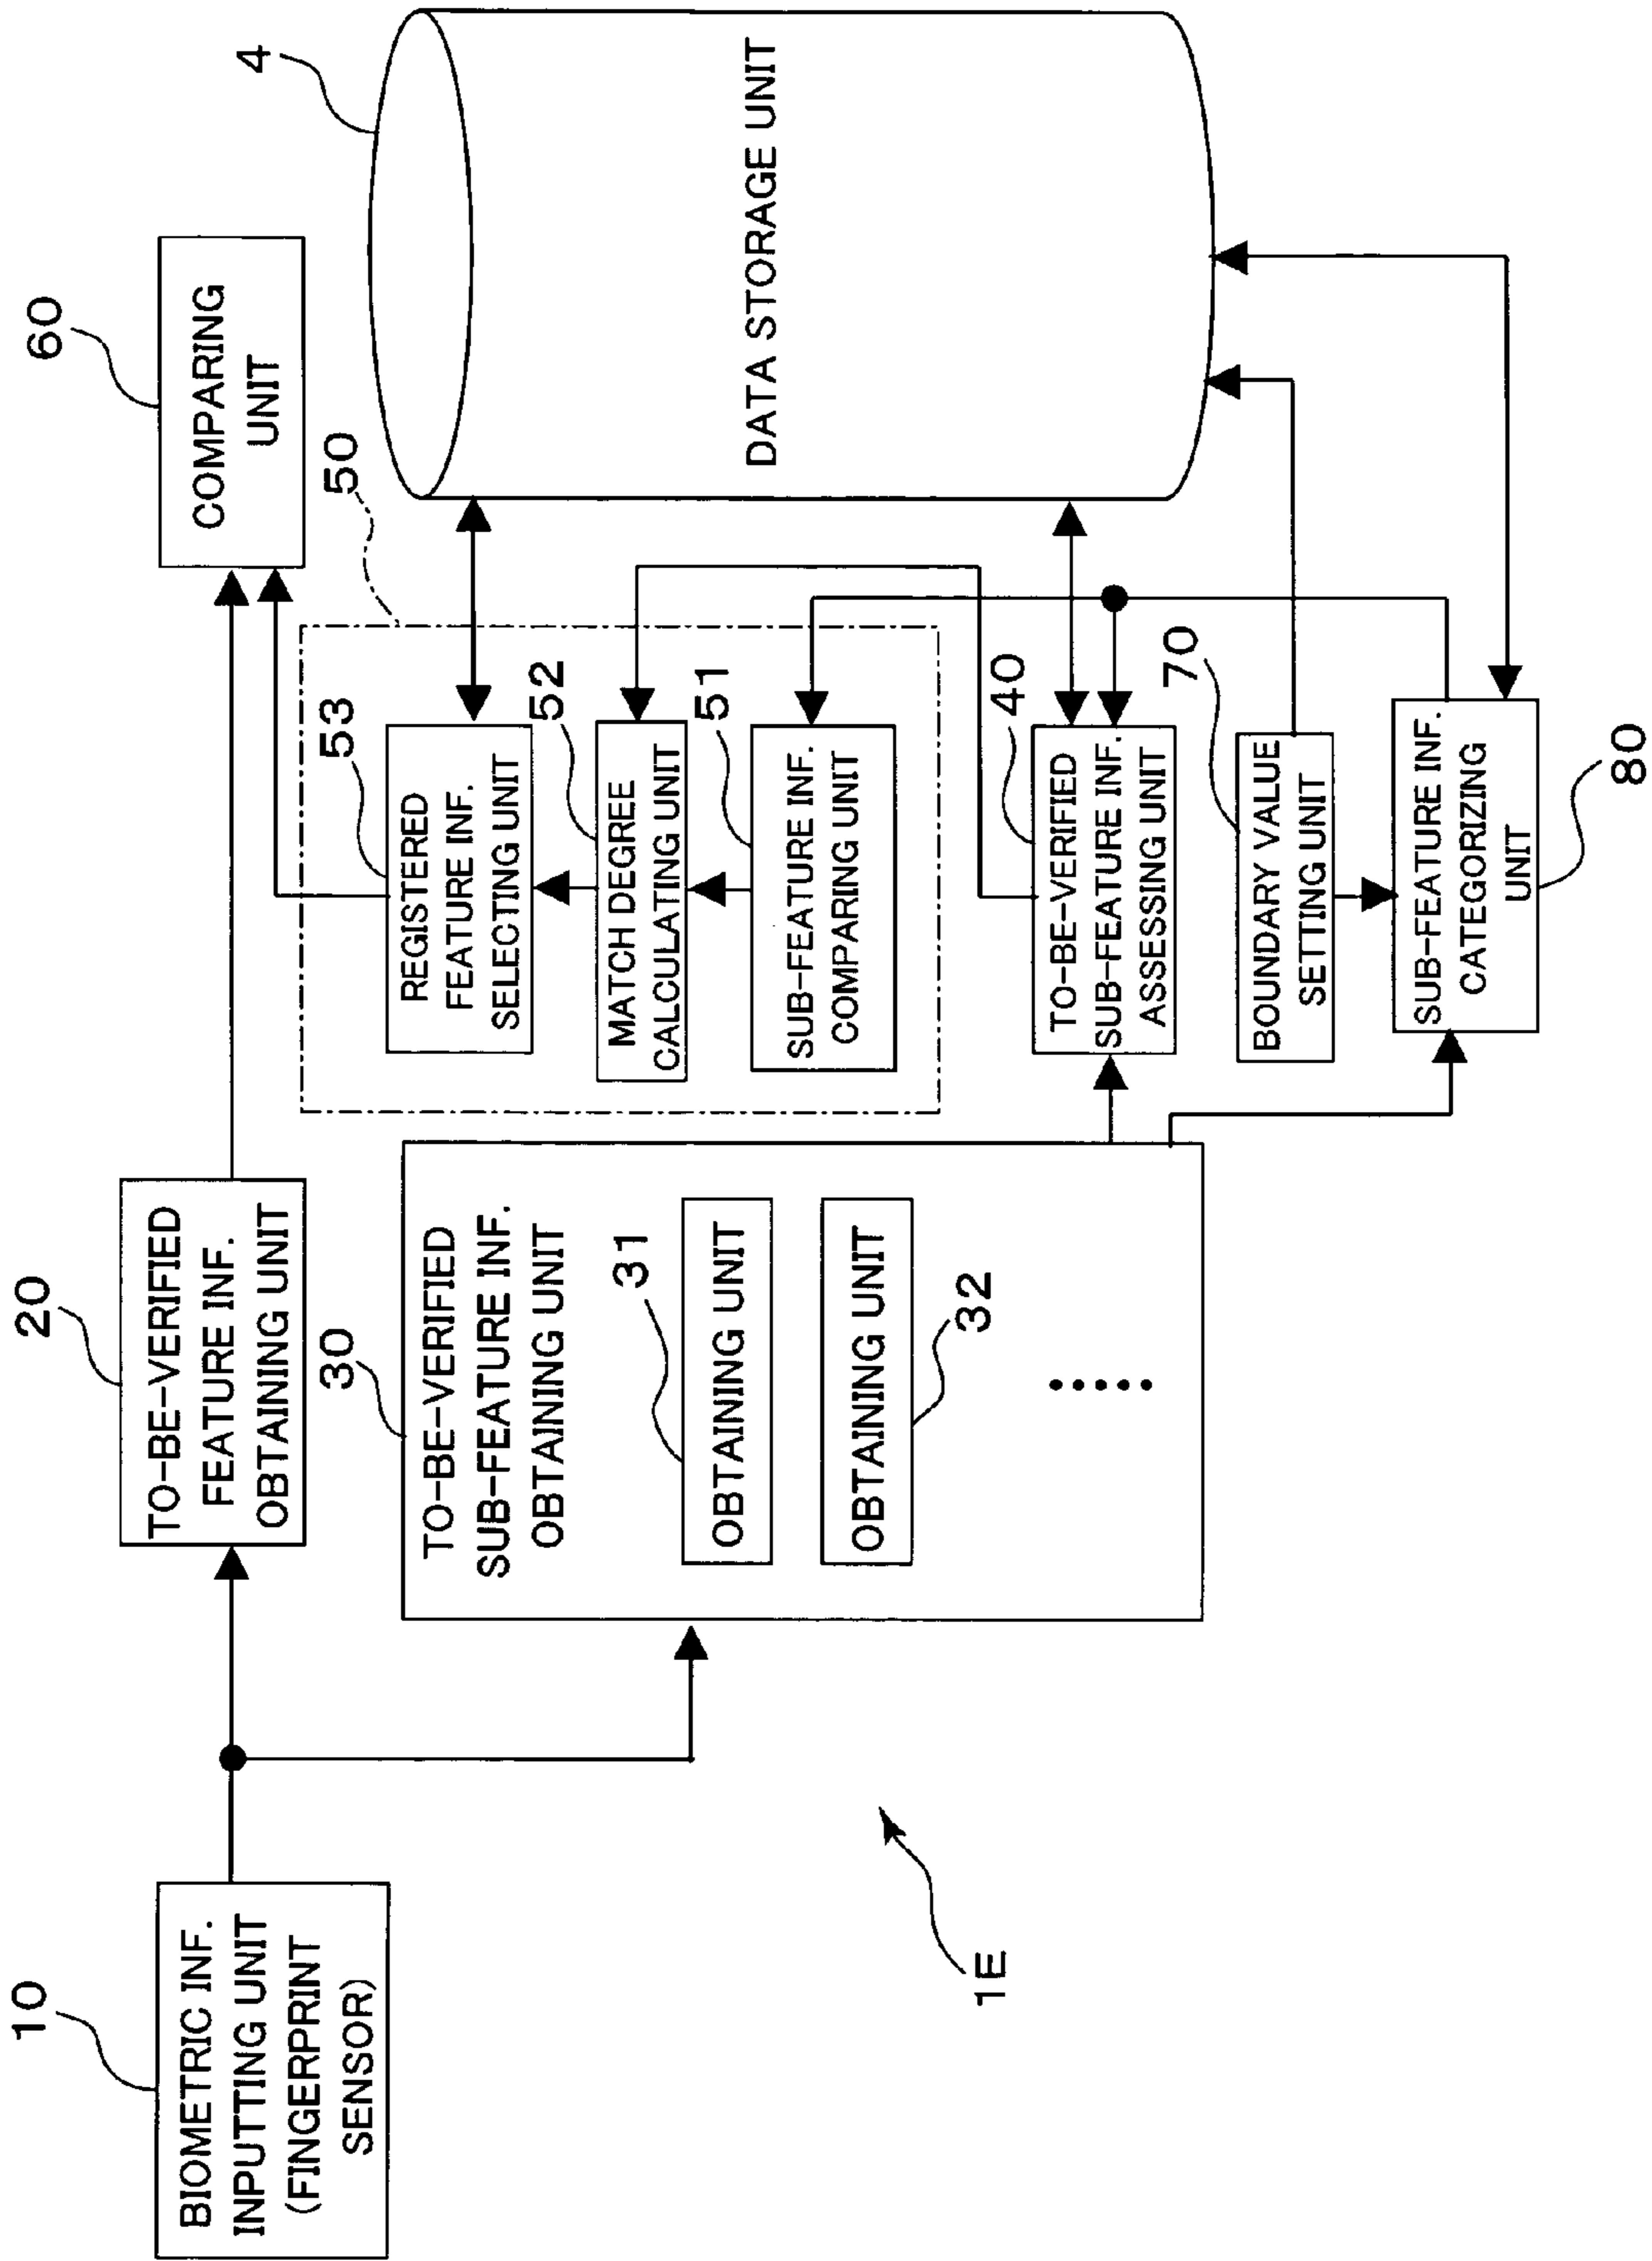 10
BIOMETRIC INF.
INPUTTING UNIT
(FINGERPRINT
SENSOR)
20
TO-BE-VERIFIED
FEATURE INF.
OBTAINING UNIT
60
COMPARING
UNIT
30
TO-BE-VERIFIED
SUB-FEATURE INF.
OBTAINING UNIT
31
OBTAINING UNIT
OBTAINING UNIT
32
50
53
REGISTERED
FEATURE INF.
SELECTING UNIT
52
MATCH DEGREE
CALCULATING UNIT
51
SUB-FEATURE INF.
COMPARING UNIT
40
TO-BE-VERIFIED
SUB-FEATURE INF.
ASSESSING UNIT
70
BOUNDARY VALUE
SETTING UNIT
SUB-FEATURE INF.
CATEGORIZING
UNIT
80
4
DATA STORAGE UNIT
1E